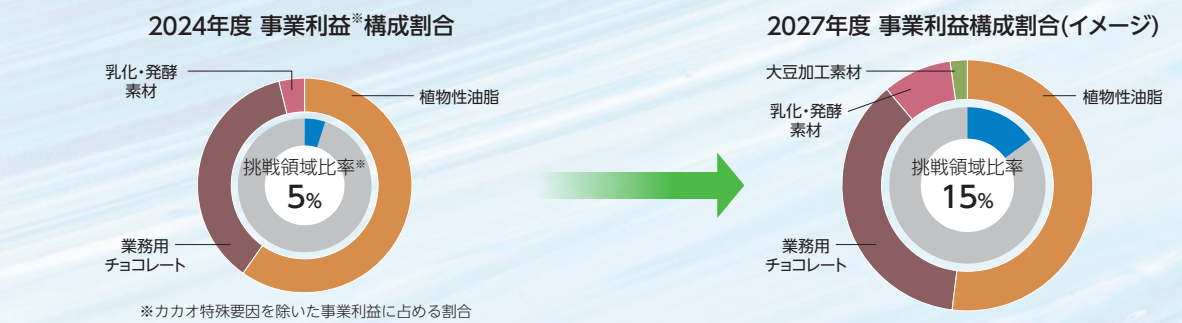 2024年度 事業利益※構成割合
乳化・発酵
素材
植物性油脂
挑戦領域比率※
5%
業務用
チョコレート
※カカオ特殊要因を除いた事業利益に占める割合
2027年度 事業利益構成割合(イメージ)
大豆加工素材
乳化・発酵
素材
植物性油脂
挑戦領域比率
15%
業務用
チョコレート